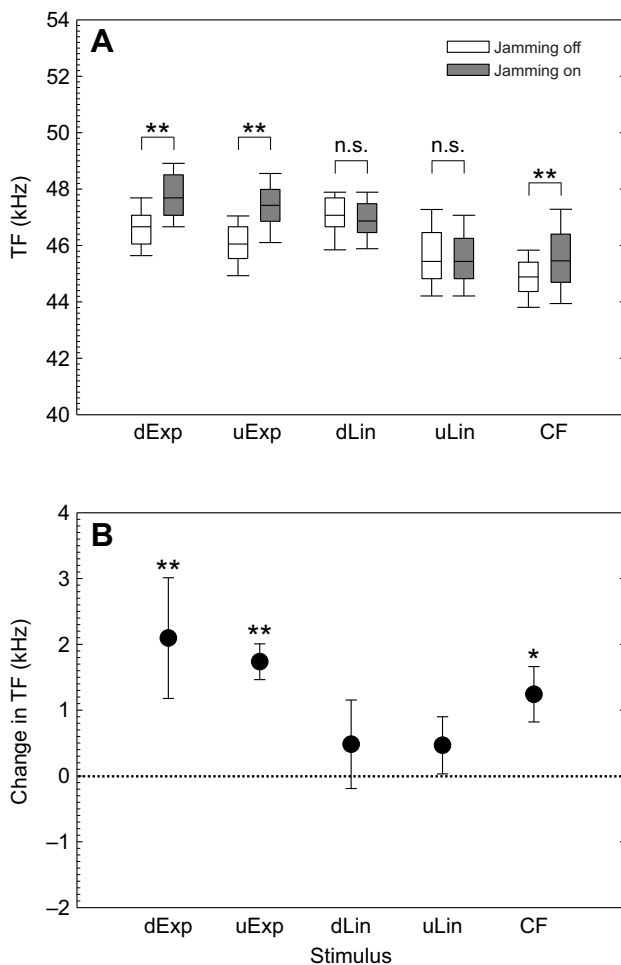 A
Jamming off
Jamming on
TF (kHz)
54
52
50
48
46
44
42
40
**
**
n.s.
n.s.
**
dExp
uExp
dLin
uLin
CF
B
Change in TF (kHz)
4
3
2
1
0
–1
–2
**
**
*
dExp
uExp
dLin
uLin
CF
Stimulus